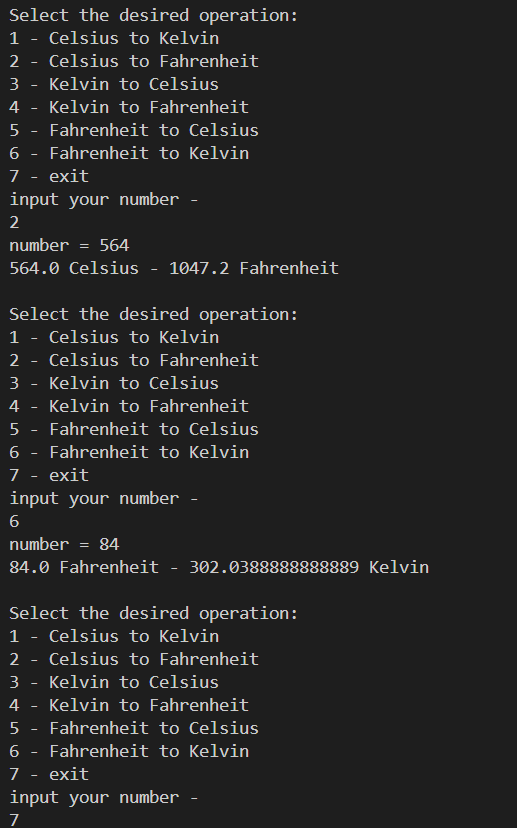 Select the desired operation:
1 - Celsius to Kelvin
2 - Celsius to Fahrenheit
3 - Kelvin to Celsius
4 - Kelvin to Fahrenheit
5 - Fahrenheit to Celsius
6 - Fahrenheit to Kelvin
7 - exit
input your number -
2
number = 564
564.0 Celsius - 1047.2 Fahrenheit

Select the desired operation:
1 - Celsius to Kelvin
2 - Celsius to Fahrenheit
3 - Kelvin to Celsius
4 - Kelvin to Fahrenheit
5 - Fahrenheit to Celsius
6 - Fahrenheit to Kelvin
7 - exit
input your number -
6
number = 84
84.0 Fahrenheit - 302.0388888888889 Kelvin

Select the desired operation:
1 - Celsius to Kelvin
2 - Celsius to Fahrenheit
3 - Kelvin to Celsius
4 - Kelvin to Fahrenheit
5 - Fahrenheit to Celsius
6 - Fahrenheit to Kelvin
7 - exit
input your number -
7